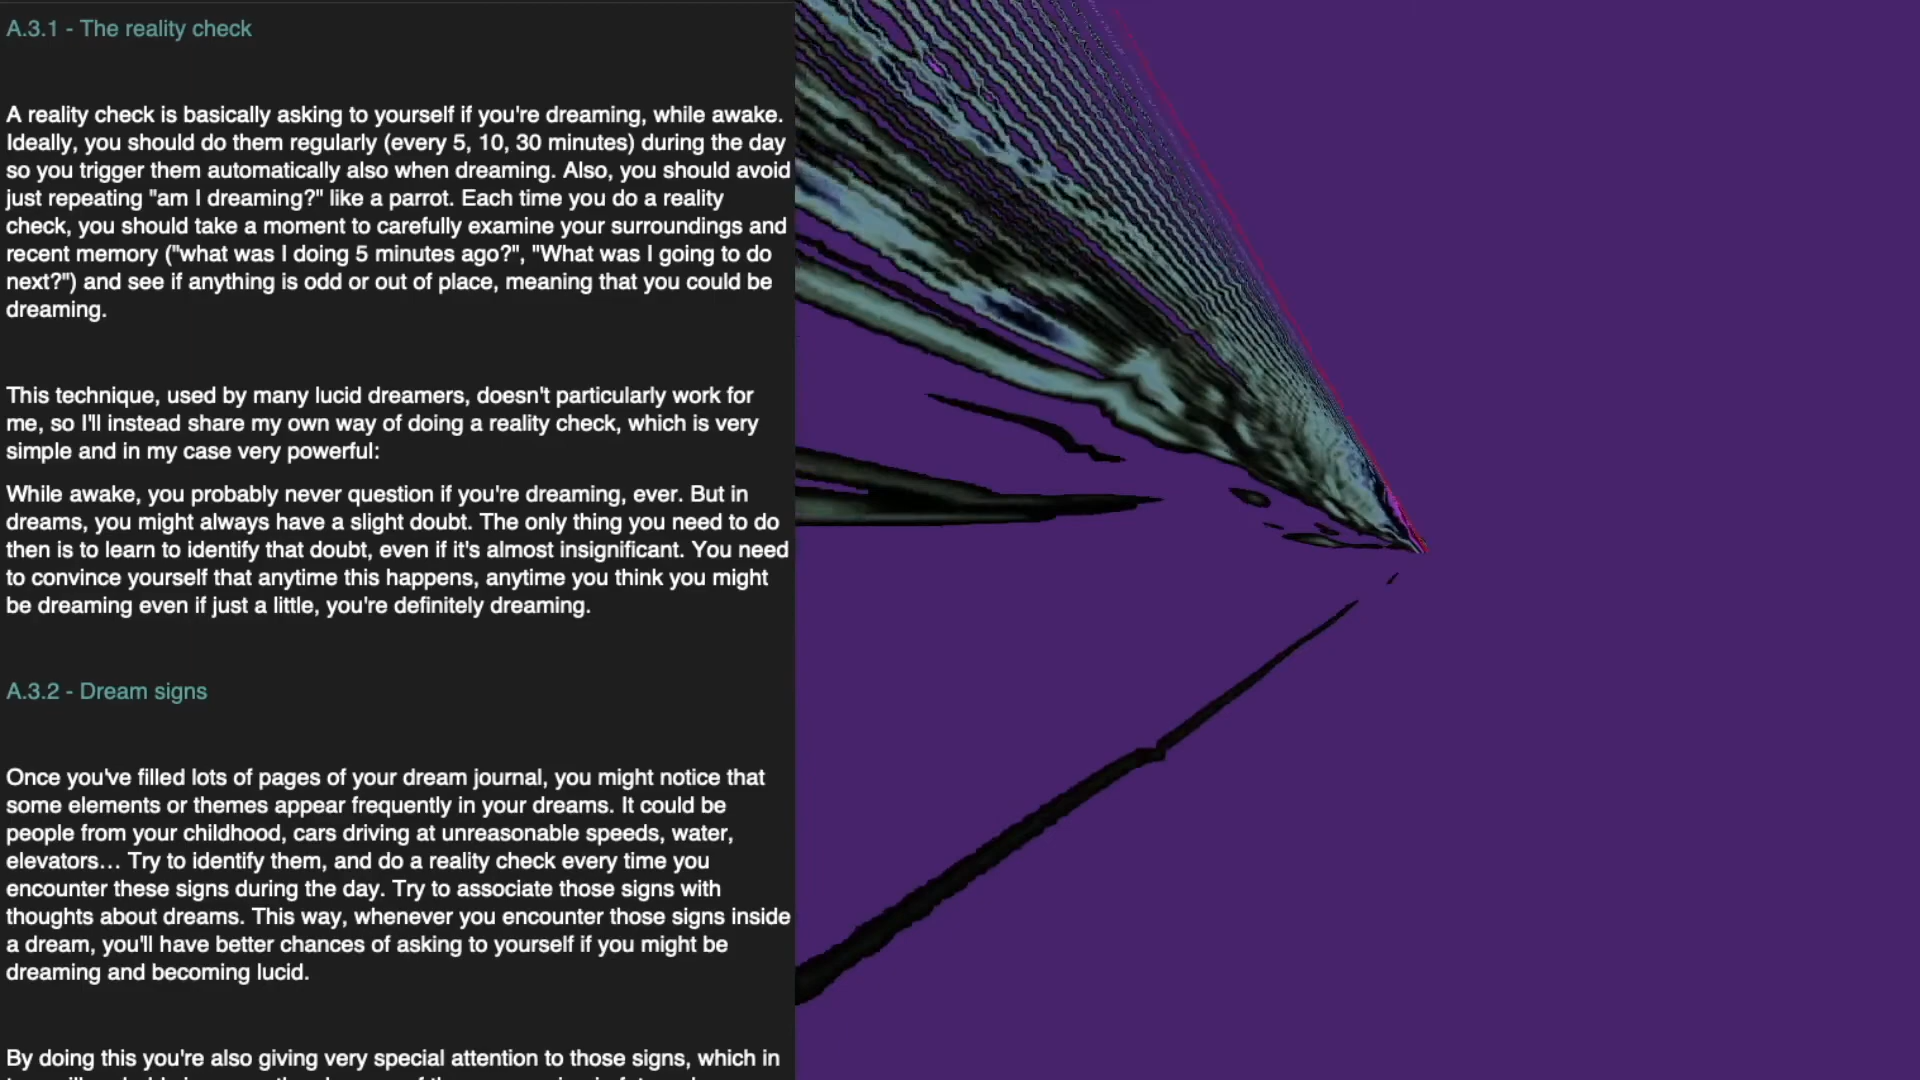 A.3.1 - The reality check
A reality check is basically asking to yourself if you're dreaming, while awake.
Ideally, you should do them regularly (every 5, 10, 30 minutes) during the day
so you trigger them automatically also when dreaming. Also, you should avoid
just repeating "am I dreaming?" like a parrot. Each time you do a reality
check, you should take a moment to carefully examine your surroundings and
recent memory ("what was I doing 5 minutes ago?", "What was I going to do
next?") and see if anything is odd or out of place, meaning that you could be
dreaming.
This technique, used by many lucid dreamers, doesn't particularly work for
me, so I'll instead share my own way of doing a reality check, which is very
simple and in my case very powerful:
While awake, you probably never question if you're dreaming, ever. But in
dreams, you might always have a slight doubt. The only thing you need to do
then is to learn to identify that doubt, even if it's almost insignificant. You need
to convince yourself that anytime this happens, anytime you think you might
be dreaming even if just a little, you're definitely dreaming.
A.3.2 - Dream signs
Once you've filled lots of pages of your dream journal, you might notice that
some elements or themes appear frequently in your dreams. It could be
people from your childhood, cars driving at unreasonable speeds, water,
elevators… Try to identify them, and do a reality check every time you
encounter these signs during the day. Try to associate those signs with
thoughts about dreams. This way, whenever you encounter those signs inside
a dream, you'll have better chances of asking to yourself if you might be
dreaming and becoming lucid.
By doing this you're also giving very special attention to those signs, which in